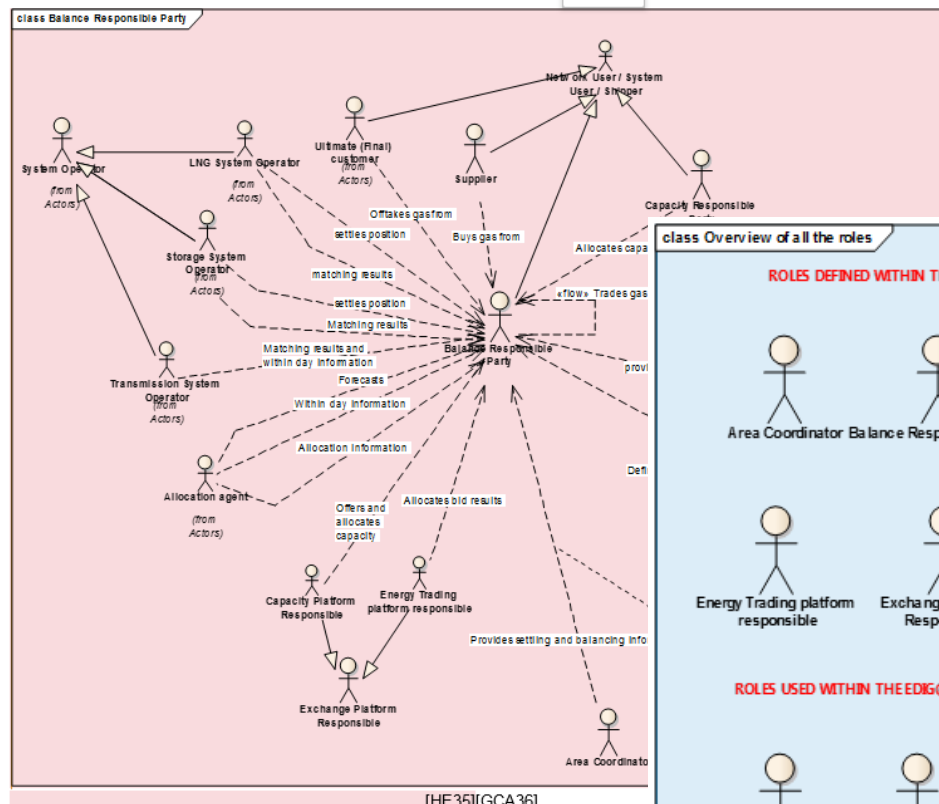 class Balance Responsible Party
Network User / System
User / Shipper
Ultimate (Final)
customer
(from
Actors)
System Operator
(from
Actors)
LNG System Operator
(from
Actors)
Supplier
Capacity Responsible
Offtakes gas from
settles position
Buys gas from
Allocates capa
Storage System
Operator
(from
Actors)
matching results
settles position
«flow» Trades gas
Matching results
Balance Responsible
Party
Matching results and
within day information
provi
Transmission System
Operator
(from
Actors)
Forecasts
Within day information
Allocation information
Defi
Allocation agent
(from
Actors)
Offers and
allocates
capacity
Allocates bid results
Capacity Platform
Responsible
Energy Trading
platform responsible
Provides settling and balancing info
Exchange Platform
Responsible
Area Coordinato
[HE35][GCA36]
class Overview of all the roles
ROLES DEFINED WITHIN T
Area Coordinator
Balance Resp
Energy Trading platform
responsible
Exchang
Resp
ROLES USED WITHIN THE EDIG